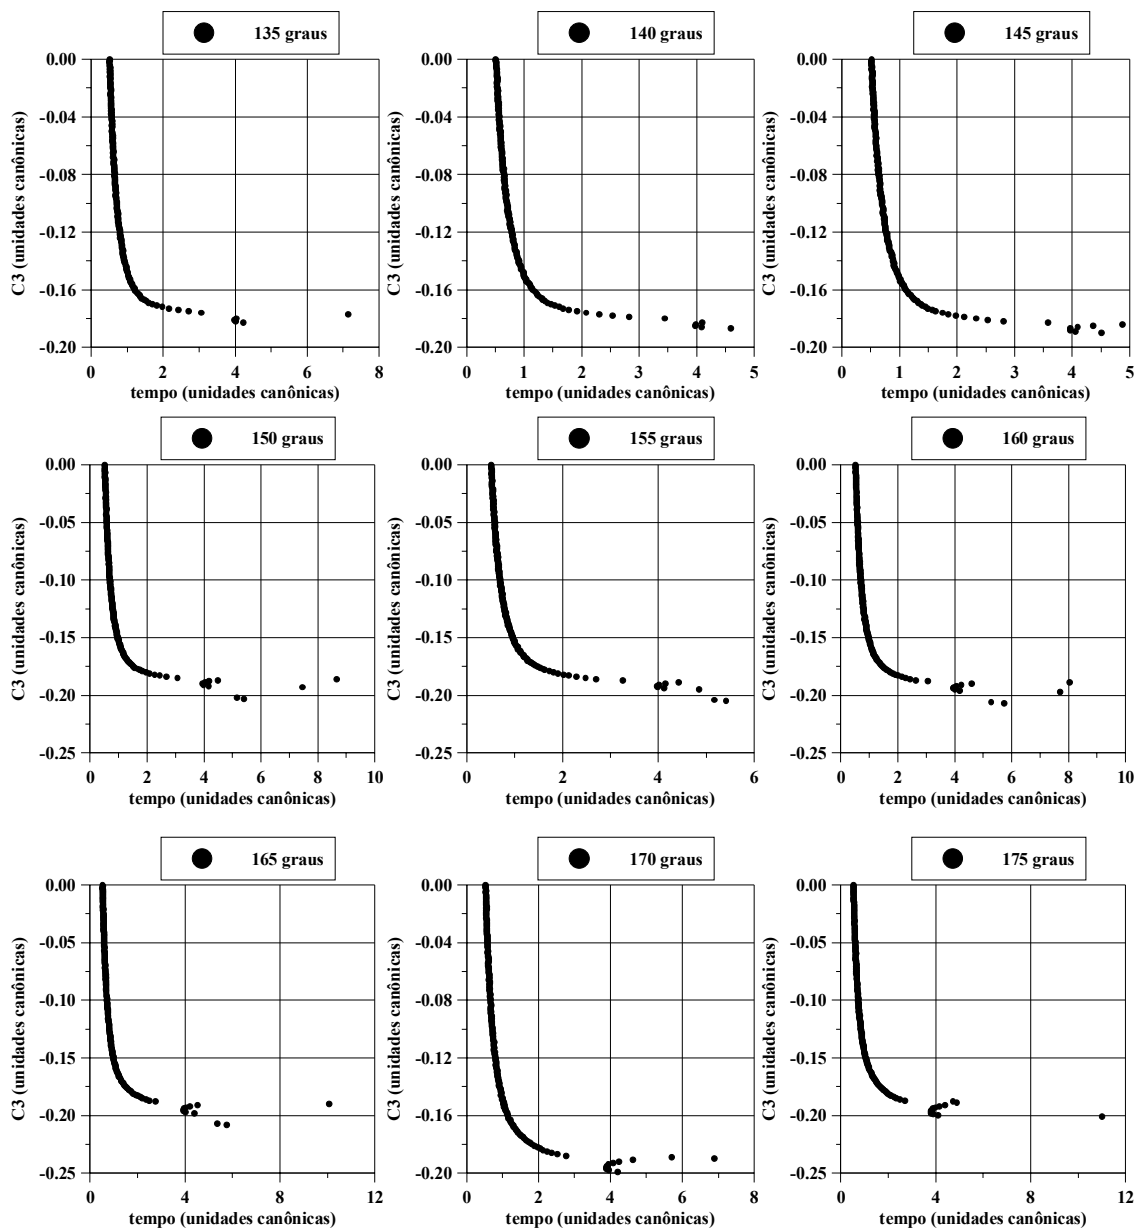 135 graus 140 graus 145 graus
0.00 0.00 0.00
-0.04 -0.04 -0.04
-0.08 -0.08 -0.08
-0.12 -0.12 -0.12
-0.16 -0.16 -0.16
-0.20 -0.20 -0.20
C3 (unidades canônicas) C3 (unidades canônicas) C3 (unidades canônicas)
0 2 4 6 8 0 1 2 3 4 5 0 1 2 3 4 5
tempo (unidades canônicas) tempo (unidades canônicas) tempo (unidades canônicas)
150 graus 155 graus 160 graus
0.00 0.00 0.00
-0.05 -0.05 -0.05
-0.10 -0.10 -0.10
-0.15 -0.15 -0.15
-0.20 -0.20 -0.20
-0.25 -0.25 -0.25
C3 (unidades canônicas) C3 (unidades canônicas) C3 (unidades canônicas)
0 2 4 6 8 10 0 2 4 6 0 2 4 6 8 10
tempo (unidades canônicas) tempo (unidades canônicas) tempo (unidades canônicas)
165 graus 170 graus 175 graus
0.00 0.00 0.00
-0.05 -0.04 -0.05
-0.10 -0.08 -0.10
-0.15 -0.12 -0.15
-0.20 -0.16 -0.20
-0.25 -0.20 -0.25
C3 (unidades canônicas) C3 (unidades canônicas) C3 (unidades canônicas)
0 4 8 12 0 2 4 6 8 0 4 8 12
tempo (unidades canônicas) tempo (unidades canônicas) tempo (unidades canônicas)